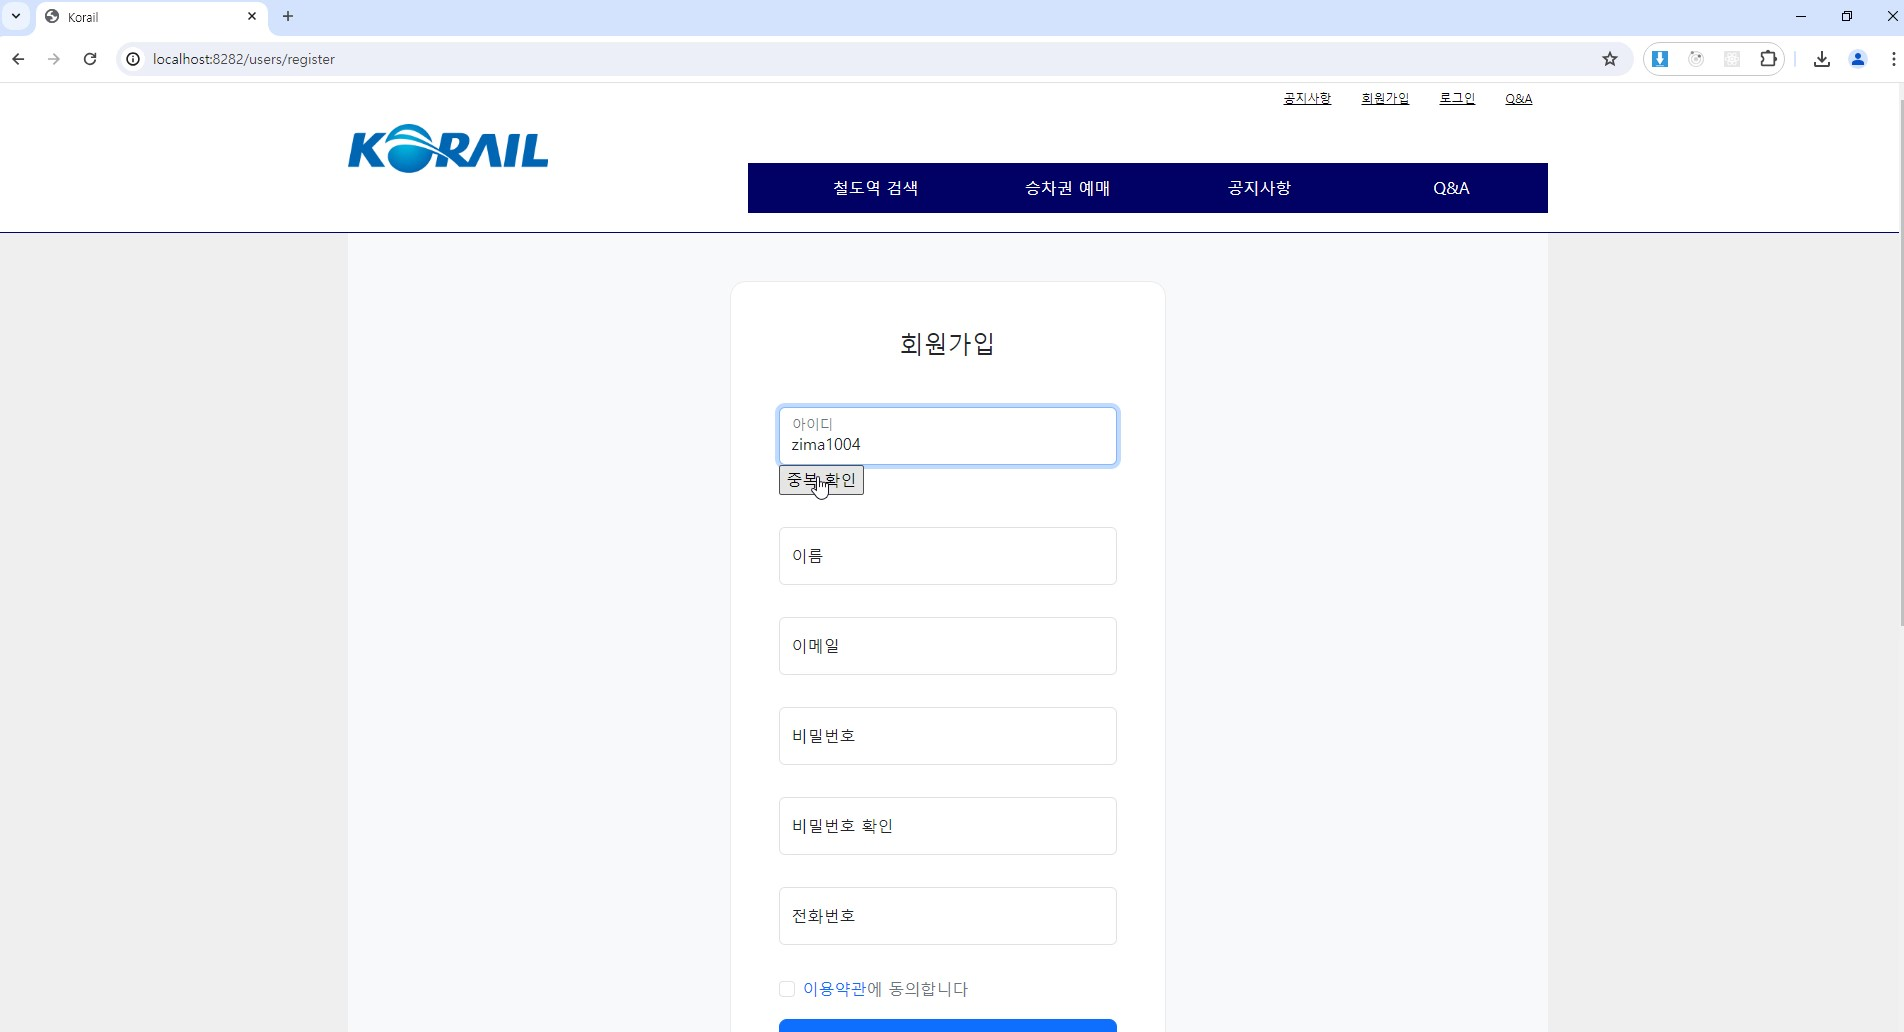 Korail
localhost:8282/users/register
공지사항 회원가입 로그인 Q&A
KORAIL
철도역 검색 승차권 예매 공지사항 Q&A
회원가입
아이디
zima1004
중복 확인
이름
이메일
비밀번호
비밀번호 확인
전화번호
이용약관에 동의합니다